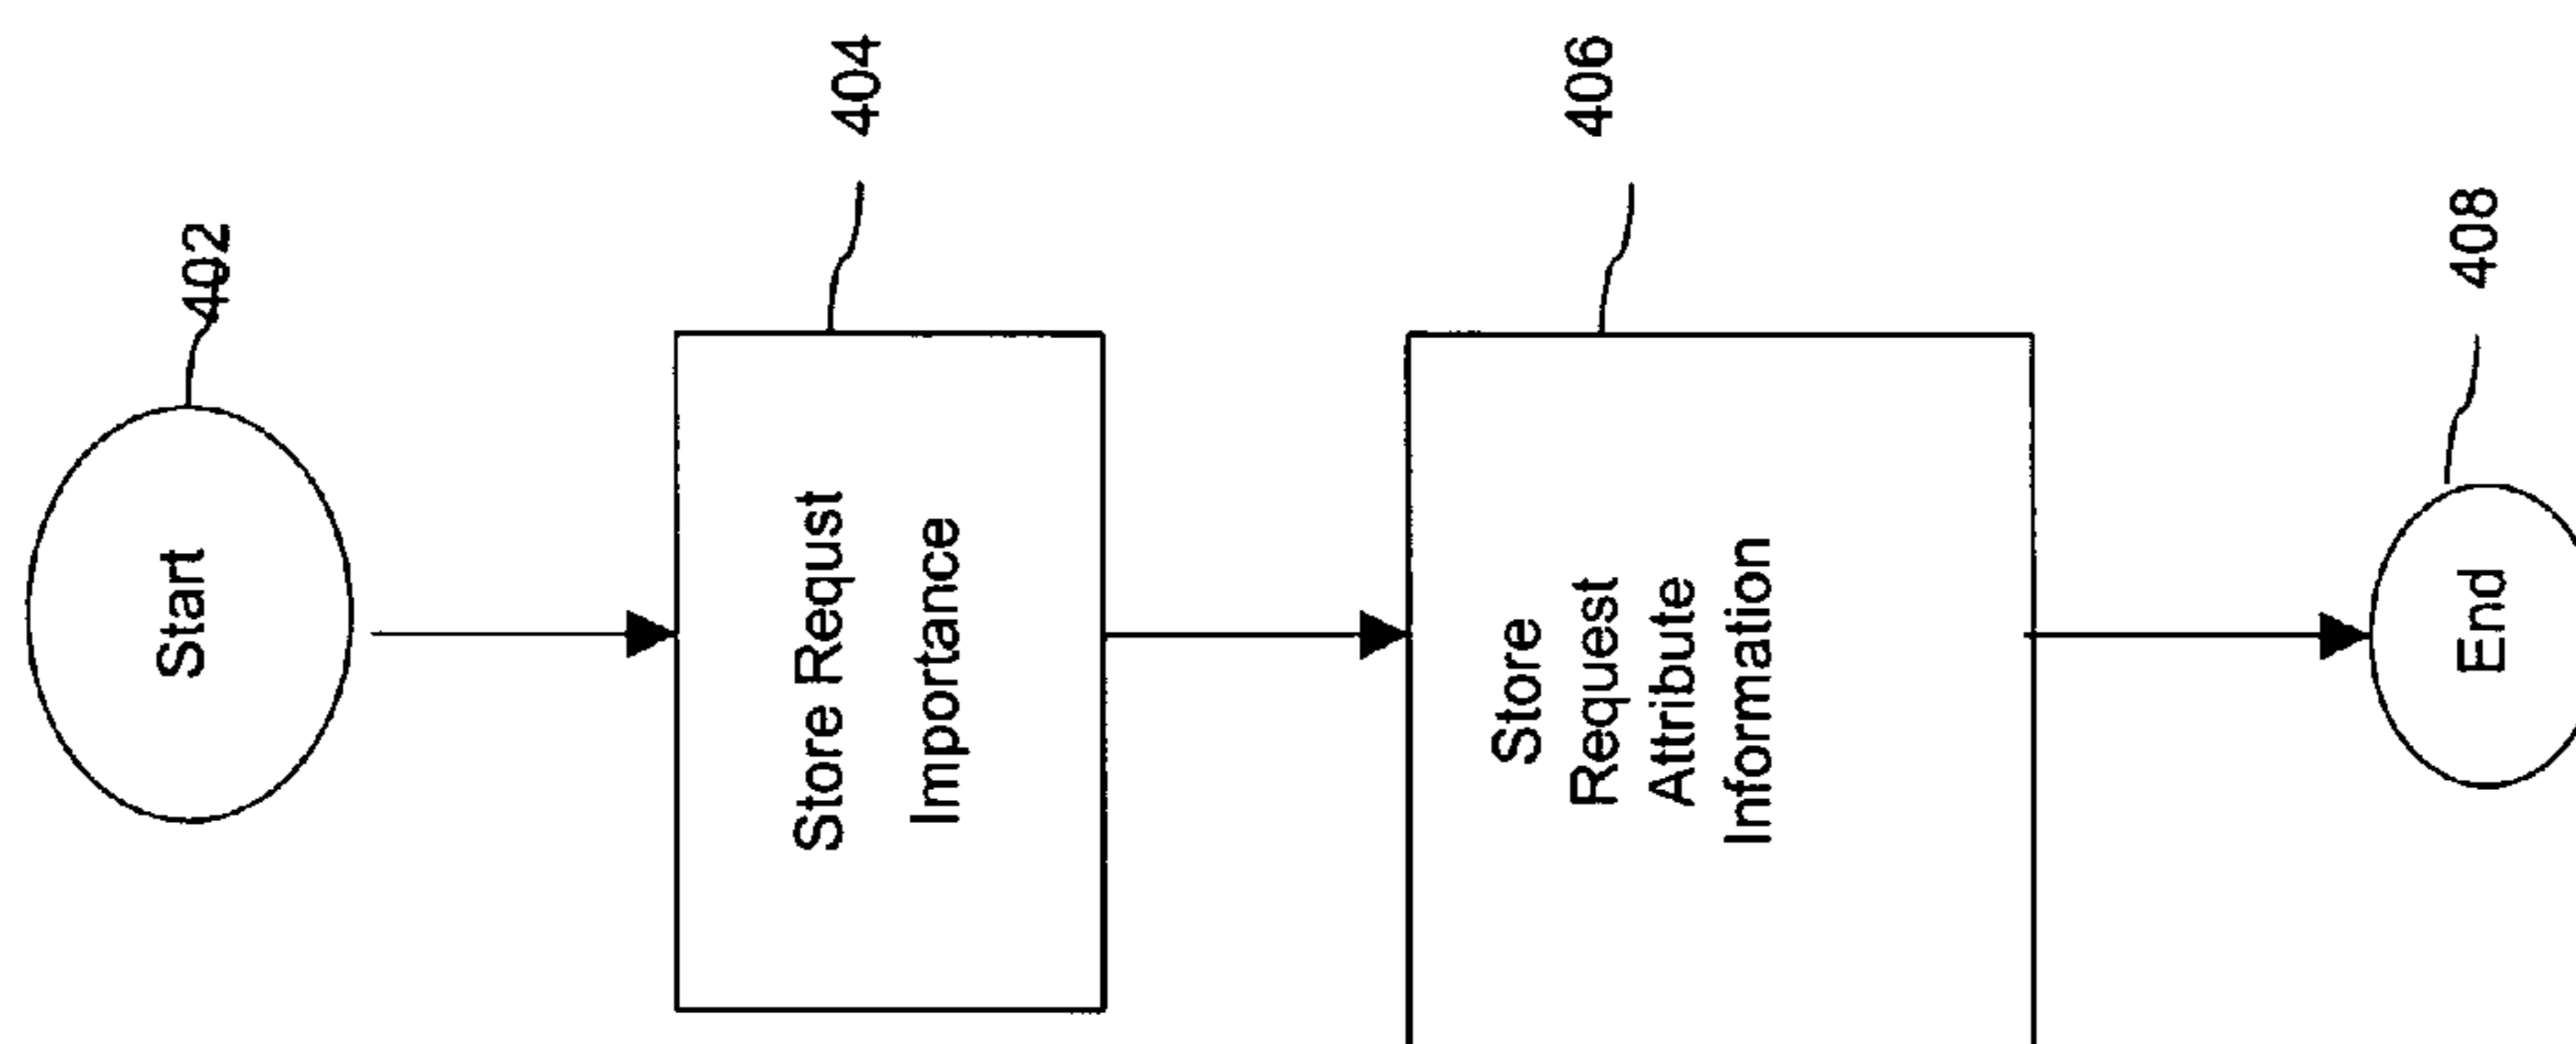 402
Start
404
Store Requst
Importance
406
Store
Request
Attribute
Information
408
End